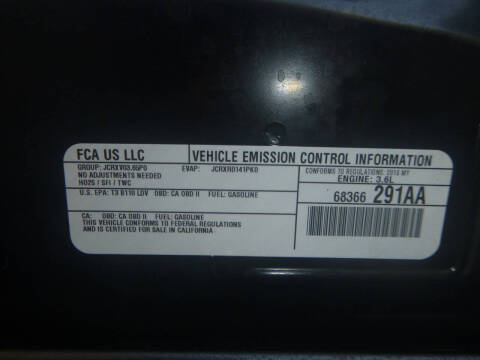 FCA US LLC
VEHICLE EMISSION CONTROL INFORMATION
GROUP: JCRXV03.65P0 EVAP: JCRXR0141PK0
NO ADJUSTMENTS NEEDED
HO2S / SFI / TWC
CONFORMS TO REGULATIONS: 2018 MY
ENGINE: 3.6L
U.S. EPA: T3 B110 LDV OBD: CA OBD II FUEL: GASOLINE
68366 291AA
CA: OBD: CA OBD II FUEL: GASOLINE
THIS VEHICLE CONFORMS TO FEDERAL REGULATIONS
AND IS CERTIFIED FOR SALE IN CALIFORNIA